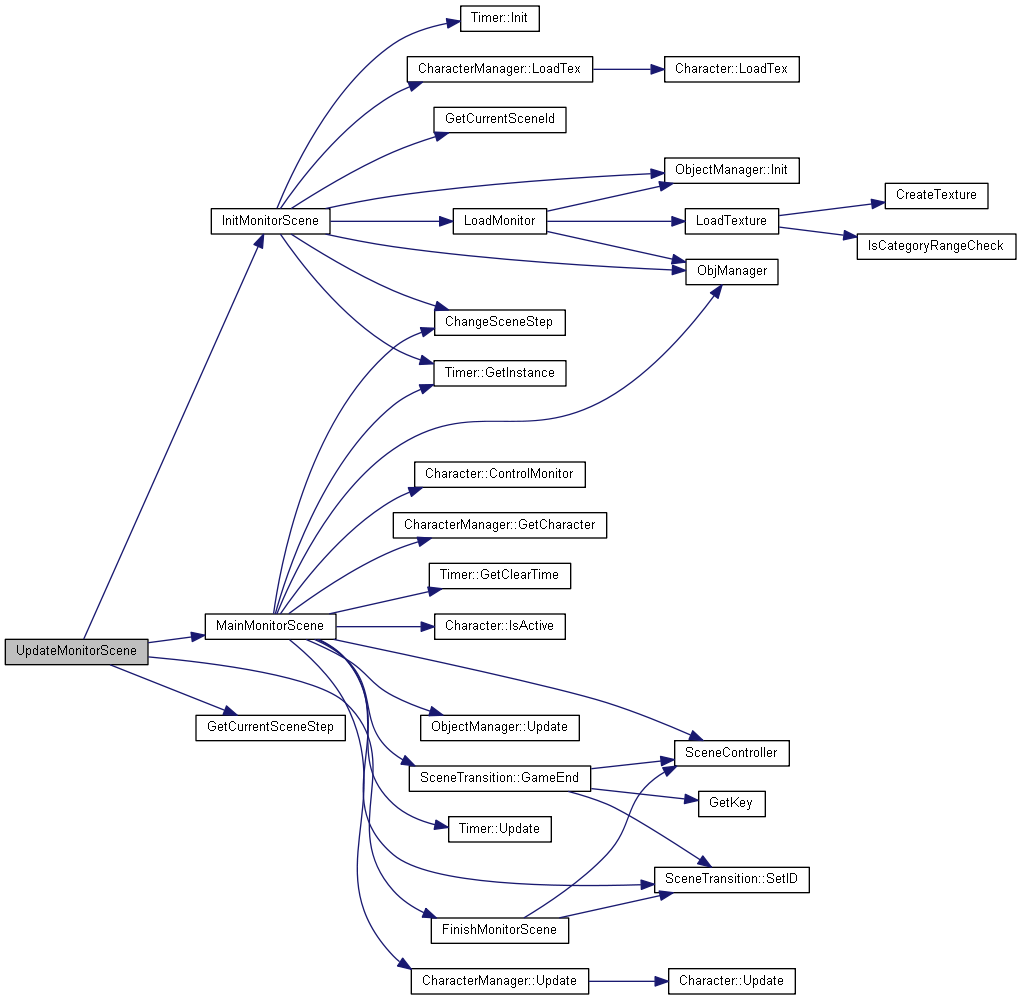 Timer::Init
CharacterManager::LoadTex
Character::LoadTex
GetCurrentSceneId
ObjectManager::Init
CreateTexture
InitMonitorScene
LoadMonitor
LoadTexture
IsCategoryRangeCheck
ObjManager
ChangeSceneStep
Timer::GetInstance
Character::ControlMonitor
CharacterManager::GetCharacter
Timer::GetClearTime
MainMonitorScene
Character::IsActive
UpdateMonitorScene
GetCurrentSceneStep
ObjectManager::Update
SceneController
SceneTransition::GameEnd
GetKey
Timer::Update
SceneTransition::SetID
FinishMonitorScene
CharacterManager::Update
Character::Update